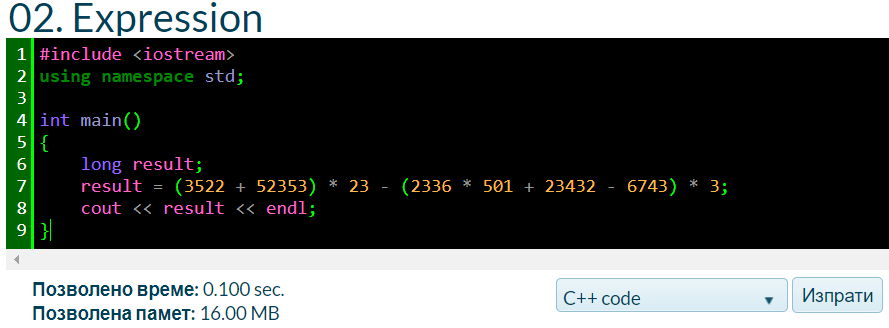 02. Expression
1 #include <iostream>
2 using namespace std;
3
4 int main()
5 {
6 long result;
7 result = (3522 + 52353) * 23 - (2336 * 501 + 23432 - 6743) * 3;
8 cout << result << endl;
9 }
Позволено време: 0.100 sec.
Позволена памет: 16.00 MB
C++ code
Изпрати